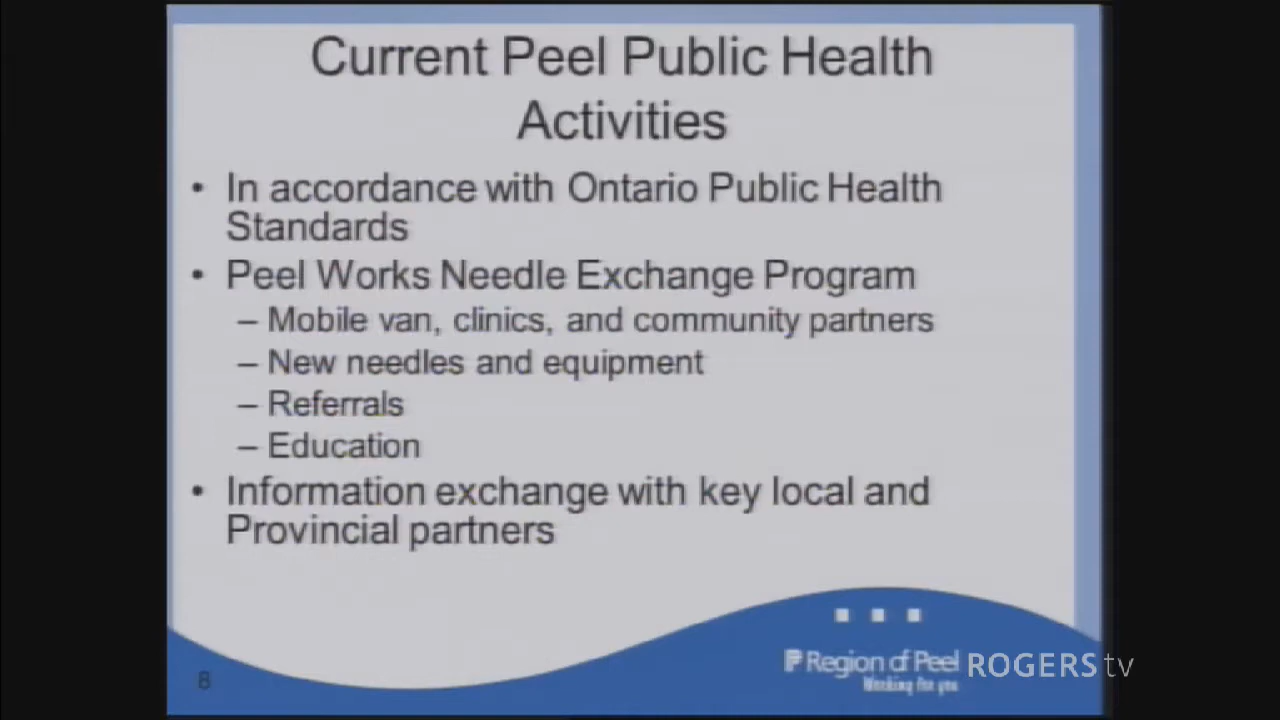 Current Peel Public Health
Activities
• In accordance with Ontario Public Health
Standards
• Peel Works Needle Exchange Program
– Mobile van, clinics, and community partners
– New needles and equipment
– Referrals
– Education
• Information exchange with key local and
Provincial partners
8
Region of Peel
Working for you
ROGERS tv